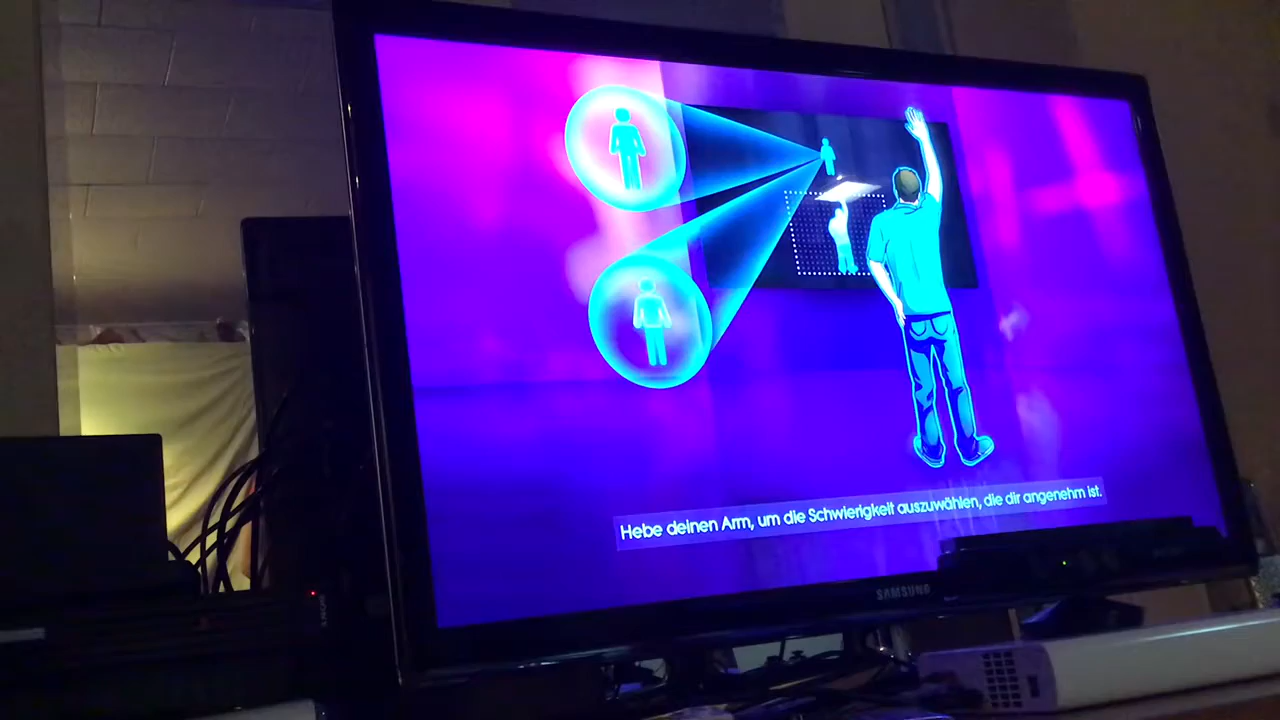 Hebe deinen Arm, um die Schwierigkeit auszuwählen, die dir angenehm ist.
SAMSUNG